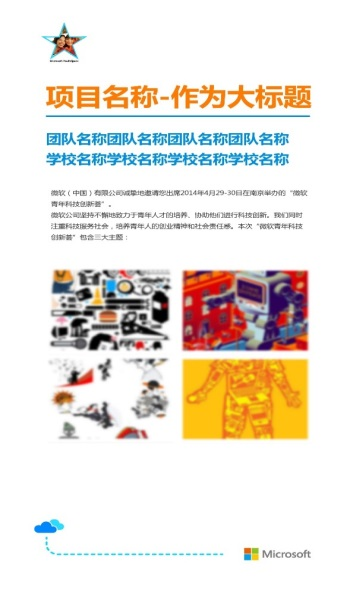 项目名称-作为大标题
团队名称团队名称团队名称团队名称
学校名称学校名称学校名称学校名称
微软（中国）有限公司诚挚地邀请您出席2014年4月29-30日在南京举办的“微软
青年科技创新荟”。
微软公司坚持不懈地致力于青年人才的培养、协助他们进行科技创新。我们同时
注重科技服务社会，培养青年人的创业精神和社会责任感。本次“微软青年科技
创新荟”包含三大主题：
Microsoft